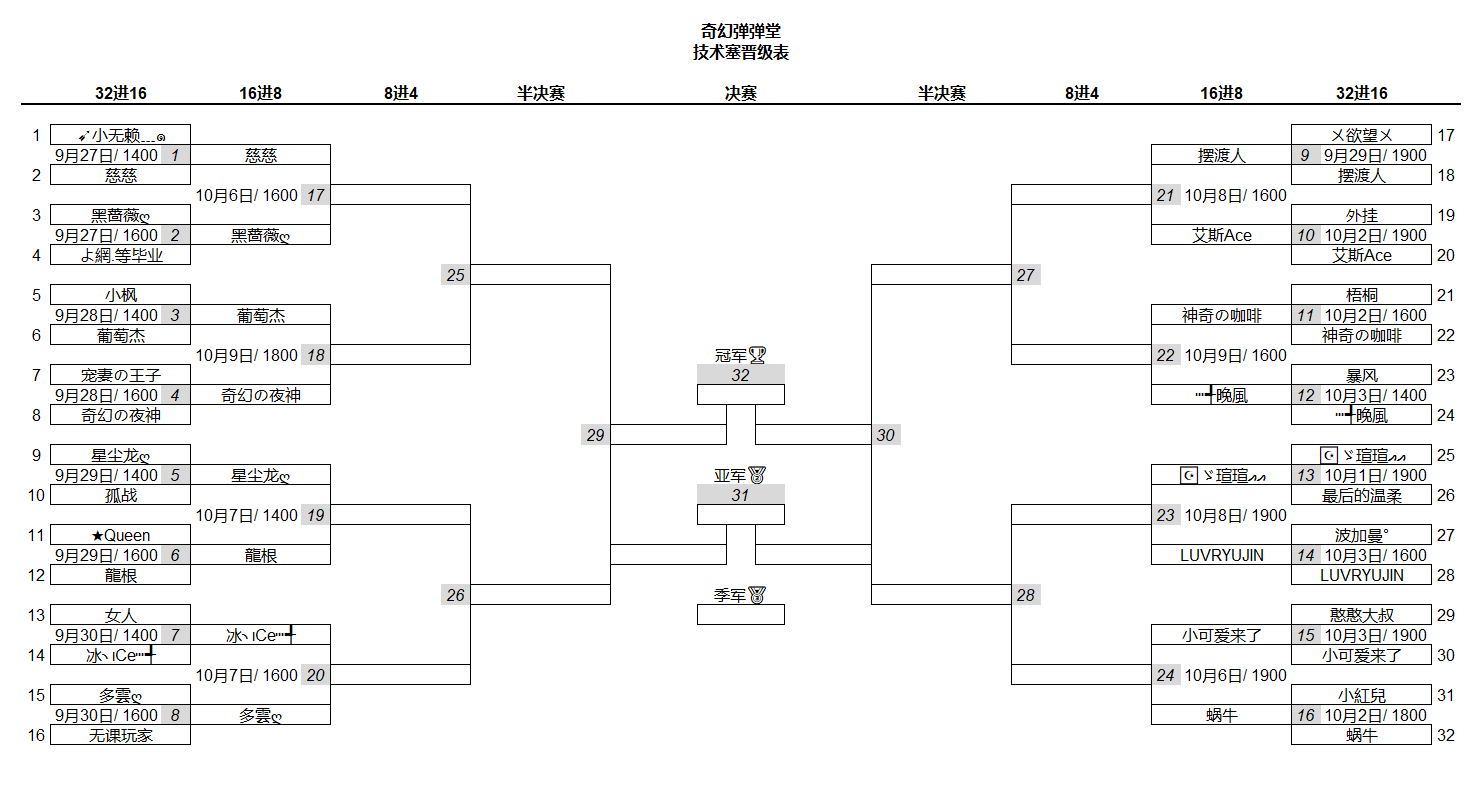 奇幻弹弹堂
技术塞晋级表
32进16 16进8 8进4 半决赛 决赛 半决赛 8进4 16进8 32进16
1 ➶小无赖﹎๑ 乄欲望乄 17
9月27日/ 1400 1 慈慈 摆渡人 9 9月29日/ 1900
2 慈慈 摆渡人 18
10月6日/ 1600 17 21 10月8日/ 1600
3 黑蔷薇ღ 外挂 19
9月27日/ 1600 2 黑蔷薇ღ 艾斯Ace 10 10月2日/ 1900
4 よ網.等毕业 艾斯Ace 20
25 27
5 小枫 梧桐 21
9月28日/ 1400 3 葡萄杰 神奇の咖啡 11 10月2日/ 1600
6 葡萄杰 神奇の咖啡 22
10月9日/ 1800 18 冠军🏆 22 10月9日/ 1600
7 宠妻の王子 32 暴风 23
9月28日/ 1600 4 奇幻の夜神 ┉╃晚風 12 10月3日/ 1400
8 奇幻の夜神 ┉╃晚風 24
29 30
9 星尘龙ღ 🌠ゞ瑄瑄ᨒ 25
9月29日/ 1400 5 星尘龙ღ 亚军🥈 ☪ゞ瑄瑄ᨒ 13 10月1日/ 1900
10 孤战 31 最后的温柔 26
10月7日/ 1400 19 23 10月8日/ 1900
11 ★Queen 波加曼° 27
9月29日/ 1600 6 龍根 LUVRYUJIN 14 10月3日/ 1600
12 龍根 LUVRYUJIN 28
26 季军🥉 28
13 女人 憨憨大叔 29
9月30日/ 1400 7 冰ヽıCe┉╃ 小可爱来了 15 10月3日/ 1900
14 冰ヽıCe┉╃ 小可爱来了 30
10月7日/ 1600 20 24 10月6日/ 1900
15 多雲ღ 小紅兒 31
9月30日/ 1600 8 多雲ღ 蜗牛 16 10月2日/ 1800
16 无课玩家 蜗牛 32